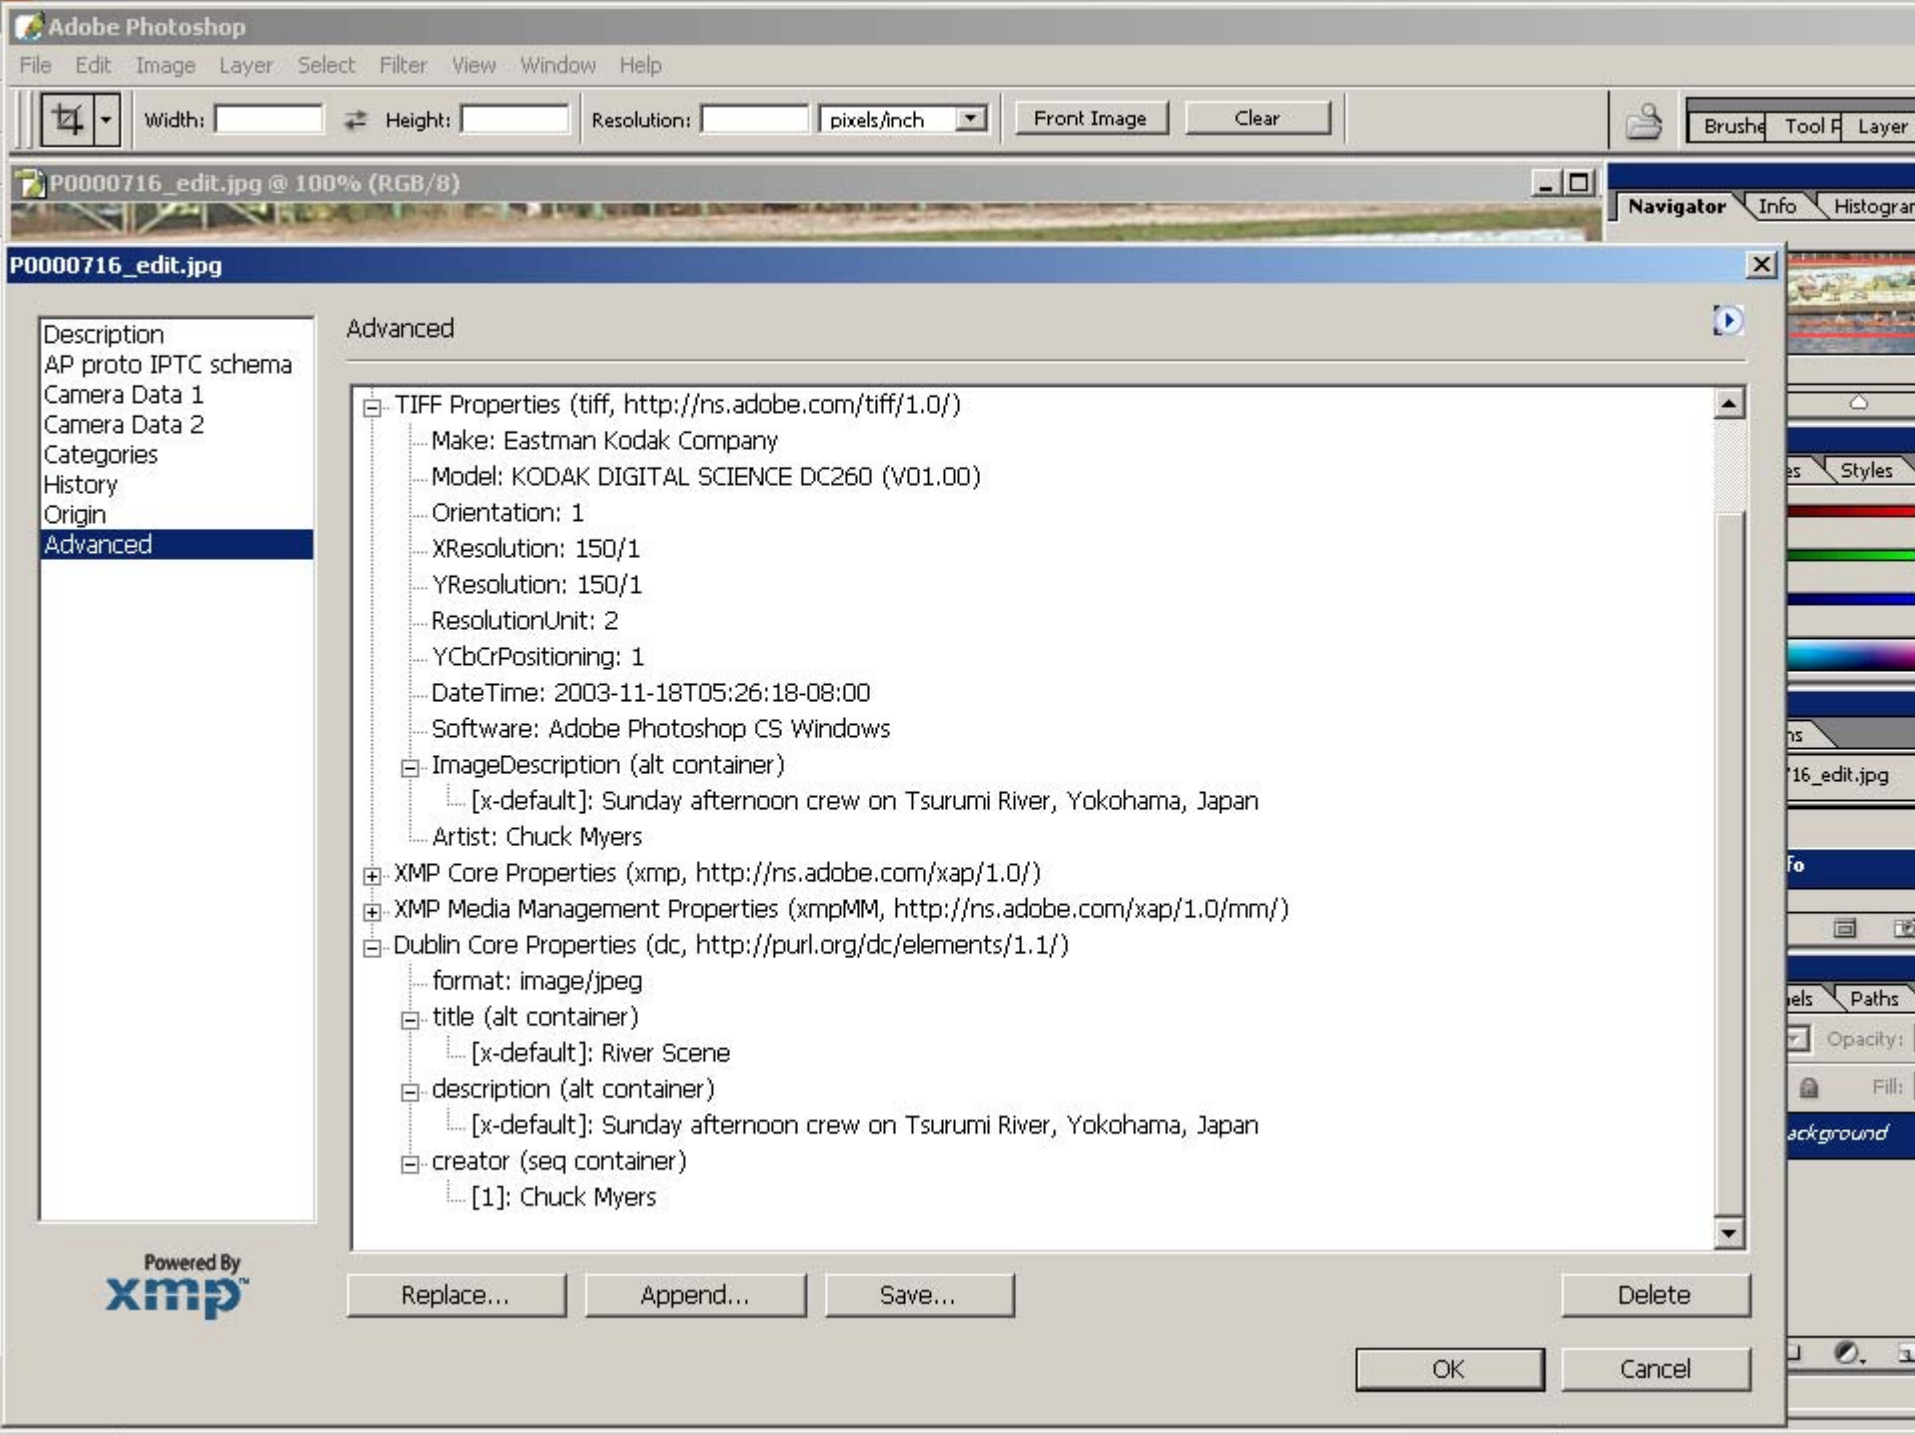 Adobe Photoshop
File Edit Image Layer Select Filter View Window Help
Width: Height: Resolution: pixels/inch Front Image Clear
Brushe Tool P Layer
P0000716_edit.jpg @ 100% (RGB/8)
Navigator Info Histogram
P0000716_edit.jpg
Description
AP proto IPTC schema
Camera Data 1
Camera Data 2
Categories
History
Origin
Advanced
Advanced
TIFF Properties (tiff, http://ns.adobe.com/tiff/1.0/)
Make: Eastman Kodak Company
Model: KODAK DIGITAL SCIENCE DC260 (V01.00)
Orientation: 1
XResolution: 150/1
YResolution: 150/1
ResolutionUnit: 2
YCbCrPositioning: 1
DateTime: 2003-11-18T05:26:18-08:00
Software: Adobe Photoshop CS Windows
ImageDescription (alt container)
[x-default]: Sunday afternoon crew on Tsurumi River, Yokohama, Japan
Artist: Chuck Myers
XMP Core Properties (xmp, http://ns.adobe.com/xap/1.0/)
XMP Media Management Properties (xmpMM, http://ns.adobe.com/xap/1.0/mm/)
Dublin Core Properties (dc, http://purl.org/dc/elements/1.1/)
format: image/jpeg
title (alt container)
[x-default]: River Scene
description (alt container)
[x-default]: Sunday afternoon crew on Tsurumi River, Yokohama, Japan
creator (seq container)
[1]: Chuck Myers
Powered By
xmp™
Replace... Append... Save... Delete
OK Cancel
es Styles
ns
16_edit.jpg
fo
nels Paths
Opacity:
Fill:
ackground